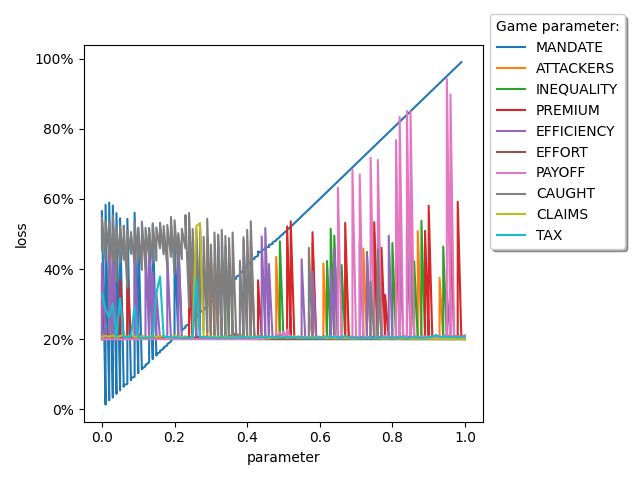 Game parameter:
MANDATE
ATTACKERS
INEQUALITY
PREMIUM
EFFICIENCY
EFFORT
PAYOFF
CAUGHT
CLAIMS
TAX
100%
80%
60%
40%
20%
0%
loss
0.0 0.2 0.4 0.6 0.8 1.0
parameter